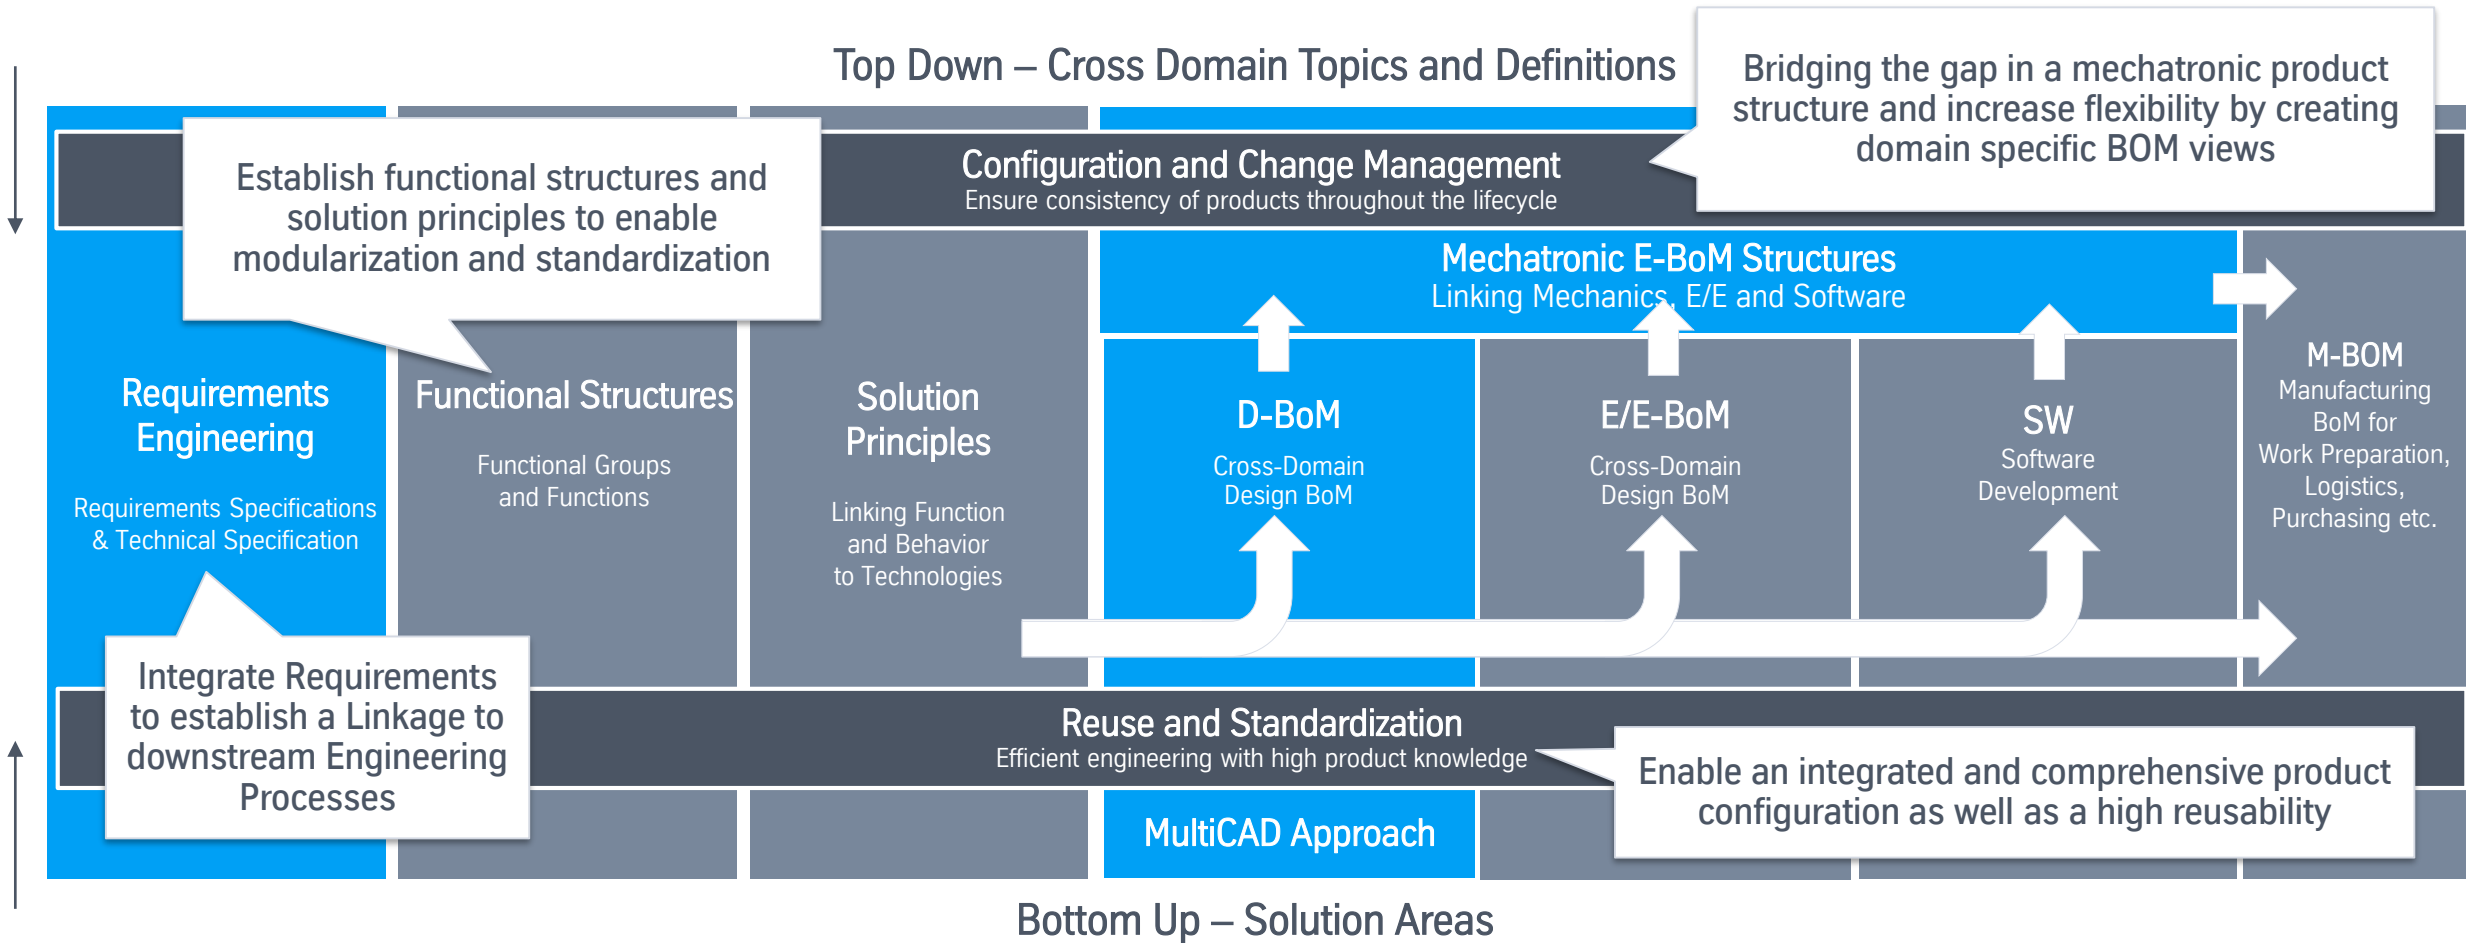 Top Down – Cross Domain Topics and Definitions
Bridging the gap in a mechatronic product
structure and increase flexibility by creating
domain specific BOM views
Establish functional structures and
solution principles to enable
modularization and standardization
Configuration and Change Management
Ensure consistency of products throughout the lifecycle
Mechatronic E-BoM Structures
Linking Mechanics, E/E and Software
Requirements
Engineering
Requirements Specifications
& Technical Specification
Functional Structures
Functional Groups
and Functions
Solution
Principles
Linking Function
and Behavior
to Technologies
D-BoM
Cross-Domain
Design BoM
E/E-BoM
Cross-Domain
Design BoM
SW
Software
Development
M-BOM
Manufacturing
BoM for
Work Preparation,
Logistics,
Purchasing etc.
Integrate Requirements
to establish a Linkage to
downstream Engineering
Processes
Reuse and Standardization
Efficient engineering with high product knowledge
Enable an integrated and comprehensive product
configuration as well as a high reusability
MultiCAD Approach
Bottom Up – Solution Areas